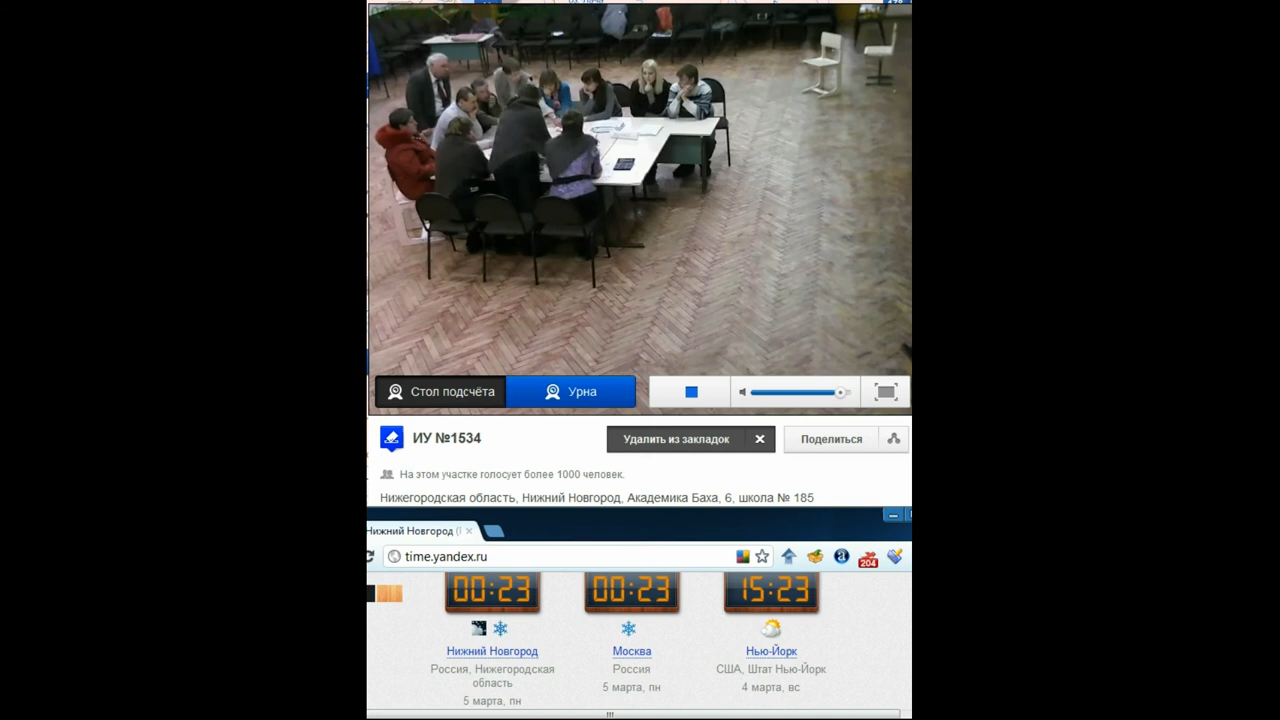 Стол подсчёта
Урна
ИУ №1534
Удалить из закладок
Поделиться
На этом участке голосует более 1000 человек.
Нижегородская область, Нижний Новгород, Академика Баха, 6, школа № 185
Нижний Новгород (
time.yandex.ru
204
00:23
00:23
15:23
Нижний Новгород
Москва
Нью-Йорк
Россия, Нижегородская
область
Россия
США, Штат Нью-Йорк
5 марта, пн
5 марта, пн
4 марта, вс